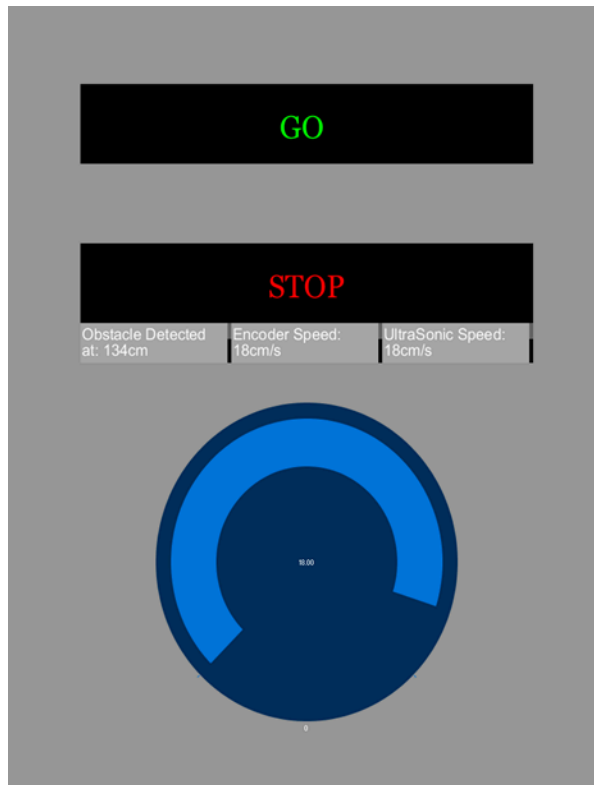 GO
STOP
Obstacle Detected
at: 134cm
Encoder Speed:
18cm/s
UltraSonic Speed:
18cm/s
18.00
0